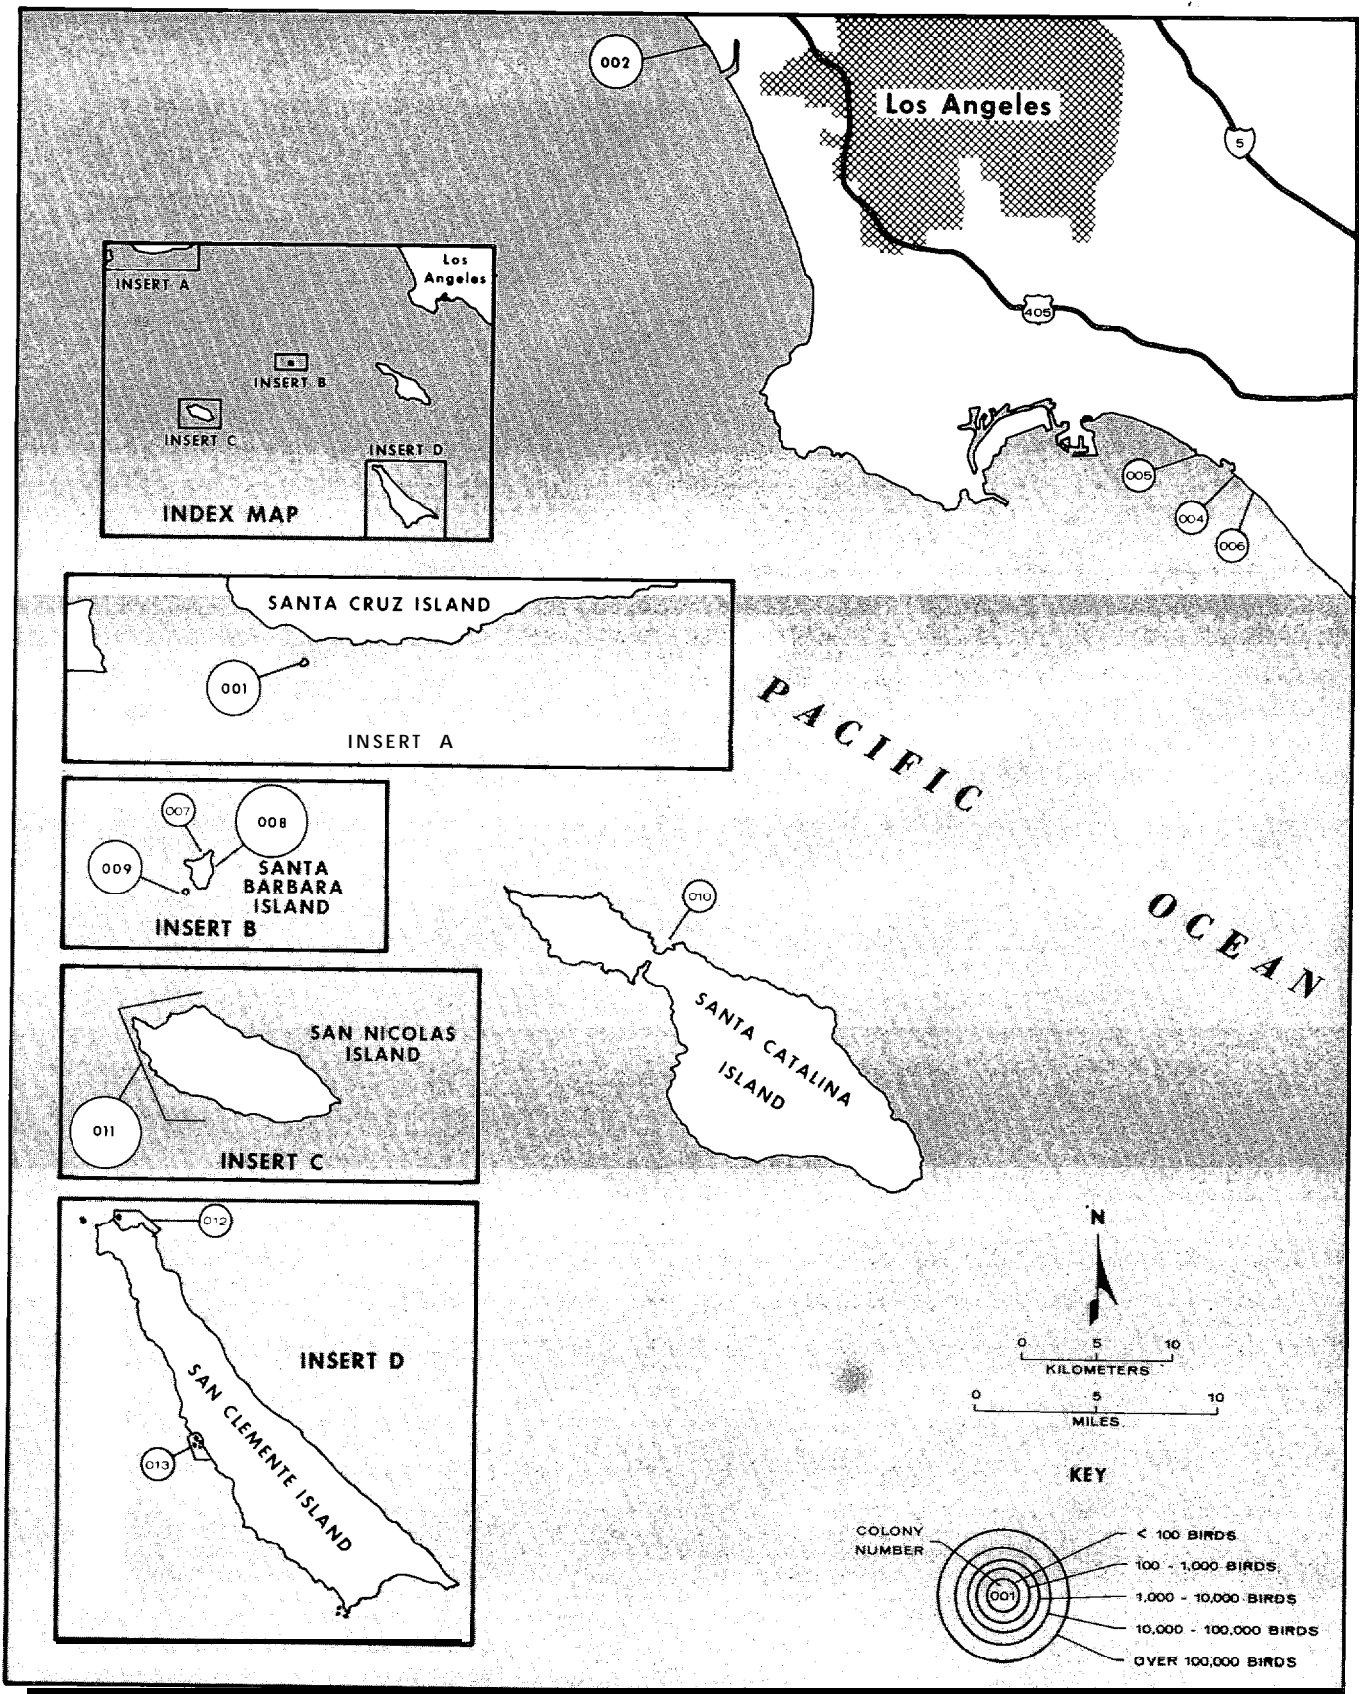 002
Los Angeles
5
405
005
004
006
Los
Angeles
INSERT A
INSERT B
INSERT C
INSERT D
INDEX MAP
SANTA CRUZ ISLAND
001
INSERT A
007
008
009
SANTA
BARBARA
ISLAND
INSERT B
SAN NICOLAS
ISLAND
011
INSERT C
012
INSERT D
SAN CLEMENTE ISLAND
013
PACIFIC
OCEAN
010
SANTA CATALINA
ISLAND
N
0 5 10
KILOMETERS
0 5 10
MILES
KEY
COLONY
NUMBER
001
< 100 BIRDS
100 - 1,000 BIRDS
1,000 - 10,000 BIRDS
10,000 - 100,000 BIRDS
OVER 100,000 BIRDS